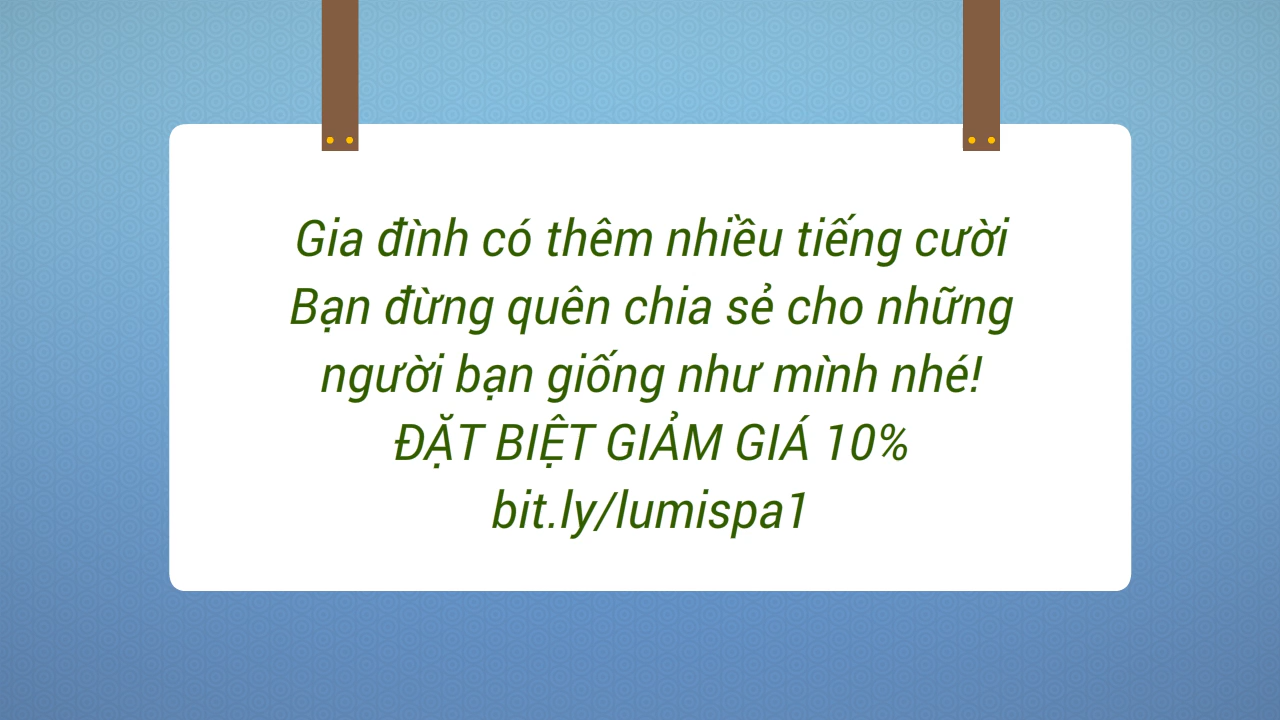 Gia đình có thêm nhiều tiếng cười
Bạn đừng quên chia sẻ cho những
người bạn giống như mình nhé!
ĐẶT BIỆT GIẢM GIÁ 10%
bit.ly/lumispa1